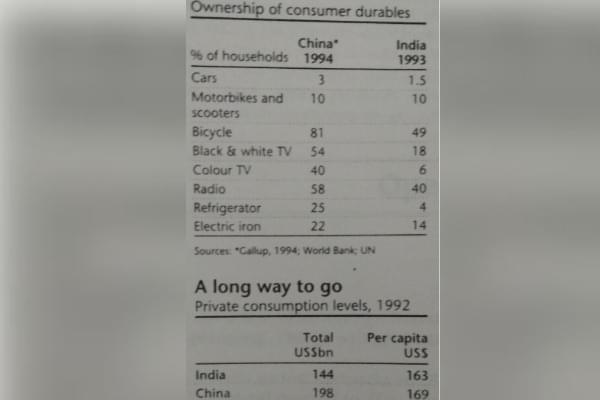 Ownership of consumer durables
China* India
% of households 1994 1993
Cars 3 1.5
Motorbikes and 10 10
scooters
Bicycle 81 49
Black & white TV 54 18
Colour TV 40 6
Radio 58 40
Refrigerator 25 4
Electric iron 22 14
Sources: *Gallup, 1994; World Bank; UN
A long way to go
Private consumption levels, 1992
Total Per capita
US$bn US$
India 144 163
China 198 169